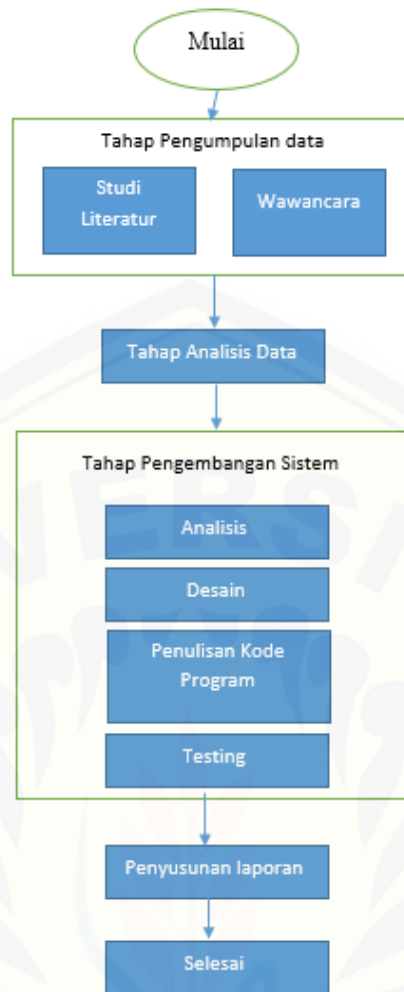 Mulai
Tahap Pengumpulan data
Studi
Literatur
Wawancara
Tahap Analisis Data
Tahap Pengembangan Sistem
Analisis
Desain
Penulisan Kode
Program
Testing
Penyusunan laporan
Selesai